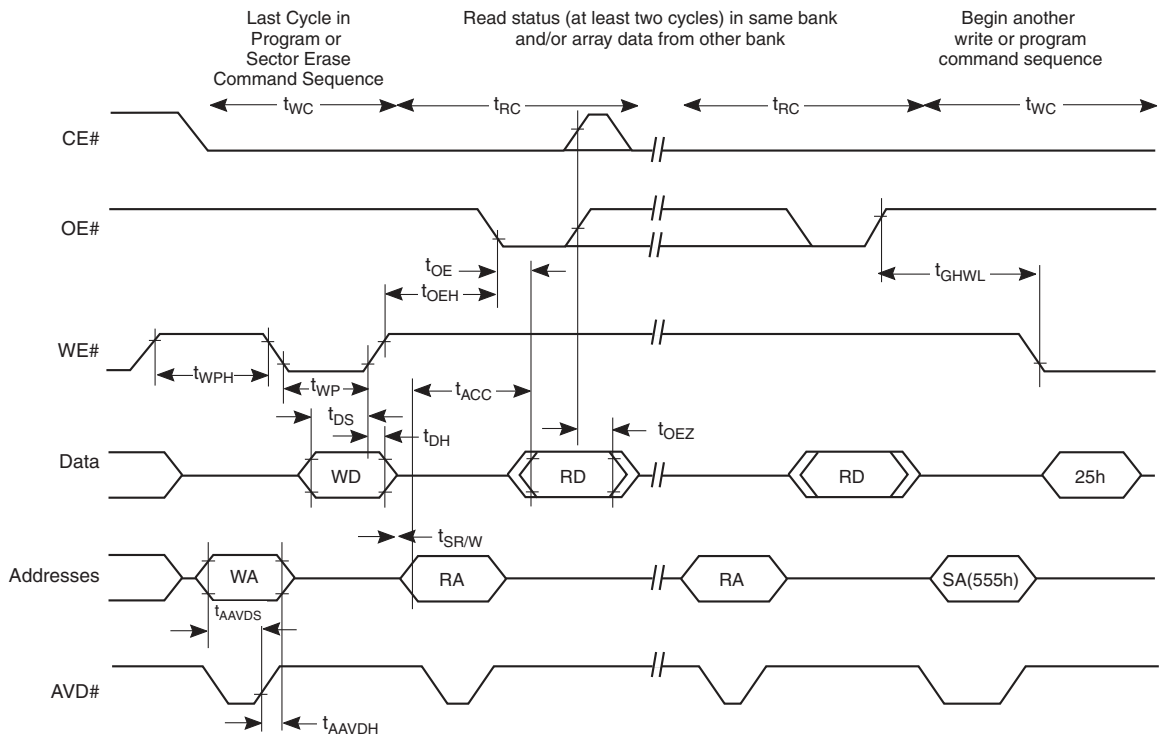 Last Cycle in
Program or
Sector Erase
Command Sequence
Read status (at least two cycles) in same bank
and/or array data from other bank
Begin another
write or program
command sequence
tWC
tRC
tRC
tWC
CE#
OE#
tOE
tOEH
tGHWL
WE#
tWPH
tWP
tACC
tDS
tDH
tOEZ
Data
WD
RD
RD
25h
tSR/W
Addresses
WA
RA
RA
SA(555h)
tAAVDS
AVD#
tAAVDH